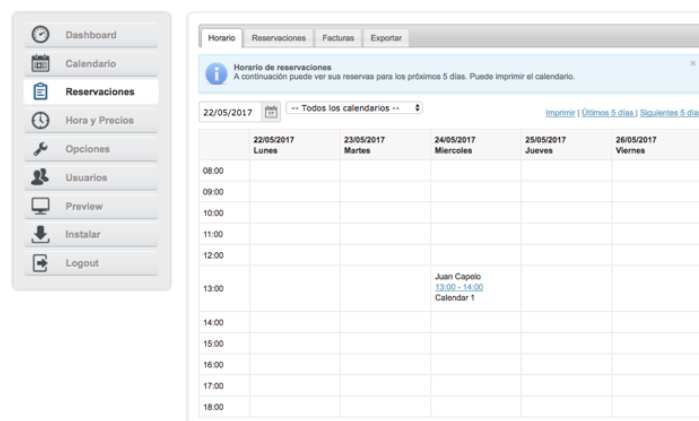 Dashboard
Calendario
Reservaciones
Hora y Precios
Opciones
Usuarios
Preview
Instalar
Logout
Horario Reservaciones Facturas Exportar
Horario de reservaciones
A continuación puede ver sus reservas para los próximos 5 días. Puede imprimir el calendario.
22/05/2017 -- Todos los calendarios --
Imprimir | Últimos 5 días | Siguientes 5 día
22/05/2017 23/05/2017 24/05/2017 25/05/2017 26/05/2017
Lunes Martes Miercoles Jueves Viernes
08:00
09:00
10:00
11:00
12:00
13:00
Juan Capelo
13:00 - 14:00
Calendar 1
14:00
15:00
16:00
17:00
18:00